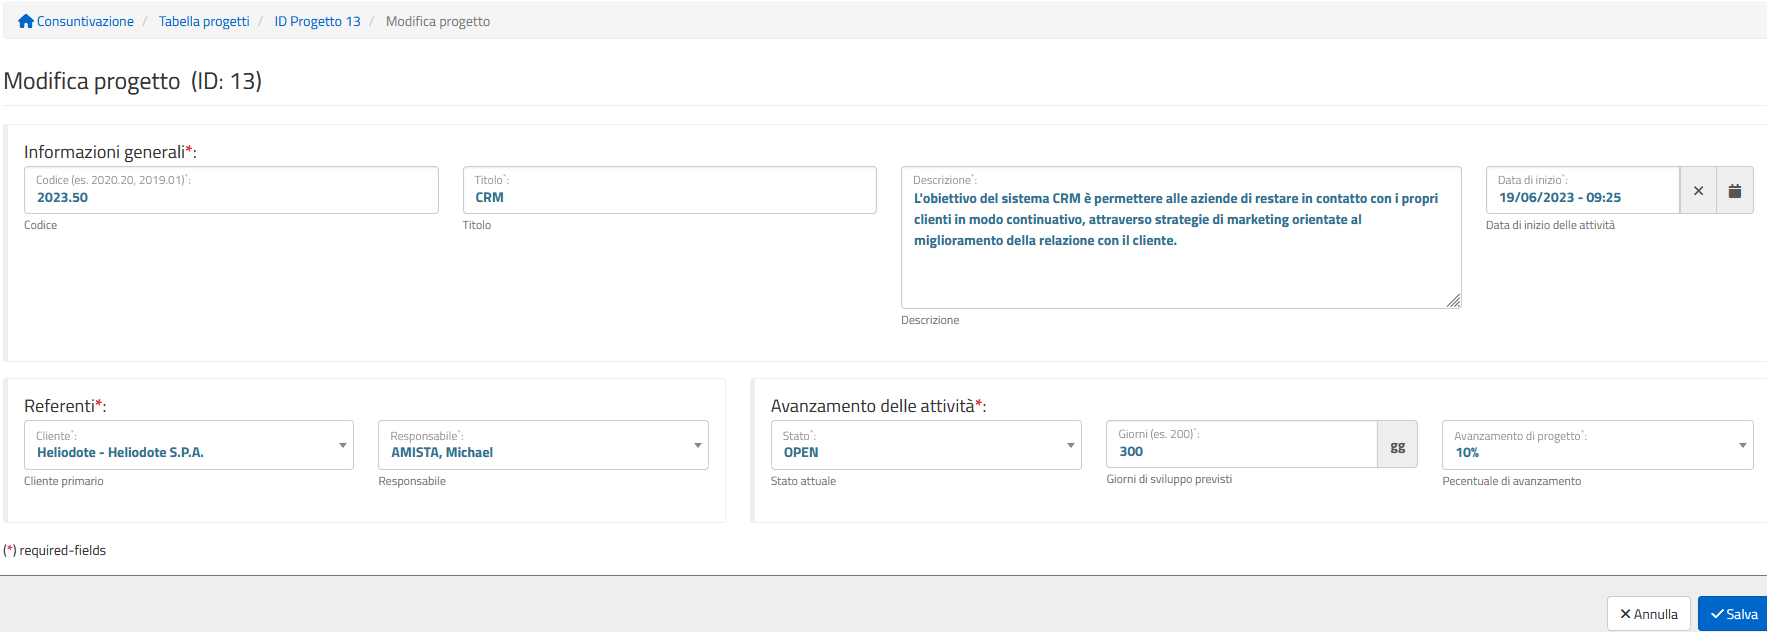 Consuntivazione / Tabella progetti / ID Progetto 13 / Modifica progetto
Modifica progetto (ID: 13)
Informazioni generali*:
Codice (es. 2020.20, 2019.01)*:
2023.50
Codice
Titolo*:
CRM
Titolo
Descrizione*:
L'obiettivo del sistema CRM è permettere alle aziende di restare in contatto con i propri
clienti in modo continuativo, attraverso strategie di marketing orientate al
miglioramento della relazione con il cliente.
Descrizione
Data di inizio*:
19/06/2023 - 09:25
Data di inizio delle attività
Referenti*:
Cliente*:
Heliodote - Heliodote S.P.A.
Cliente primario
Responsabile*:
AMISTA, Michael
Responsabile
Avanzamento delle attività*:
Stato*:
OPEN
Stato attuale
Giorni (es. 200)*:
300
gg
Giorni di sviluppo previsti
Avanzamento di progetto*:
10%
Pecentuale di avanzamento
(*) required-fields
Annulla
Salva